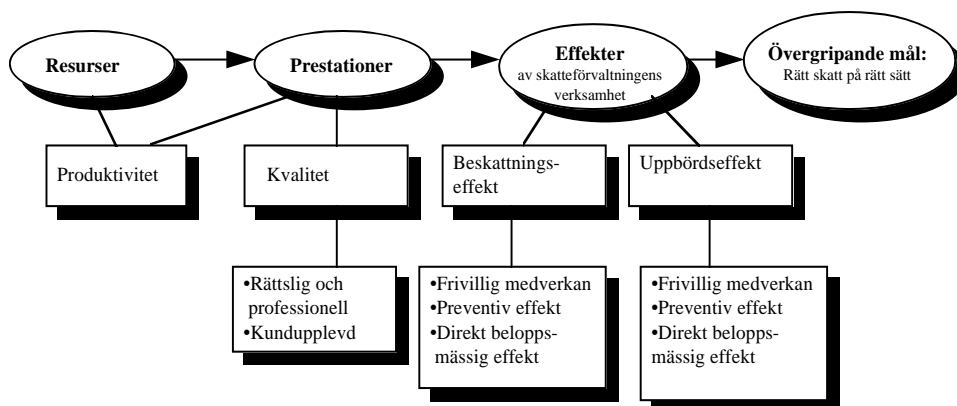 Resurser
Prestationer
Effekter
av skatteförvaltningens
verksamhet
Övergripande mål:
Rätt skatt på rätt sätt
Produktivitet
Kvalitet
Beskattnings-
effekt
Uppbördseffekt
•Rättslig och
professionell
•Kundupplevd
•Frivillig medverkan
•Preventiv effekt
•Direkt belopps-
mässig effekt
•Frivillig medverkan
•Preventiv effekt
•Direkt belopps-
mässig effekt